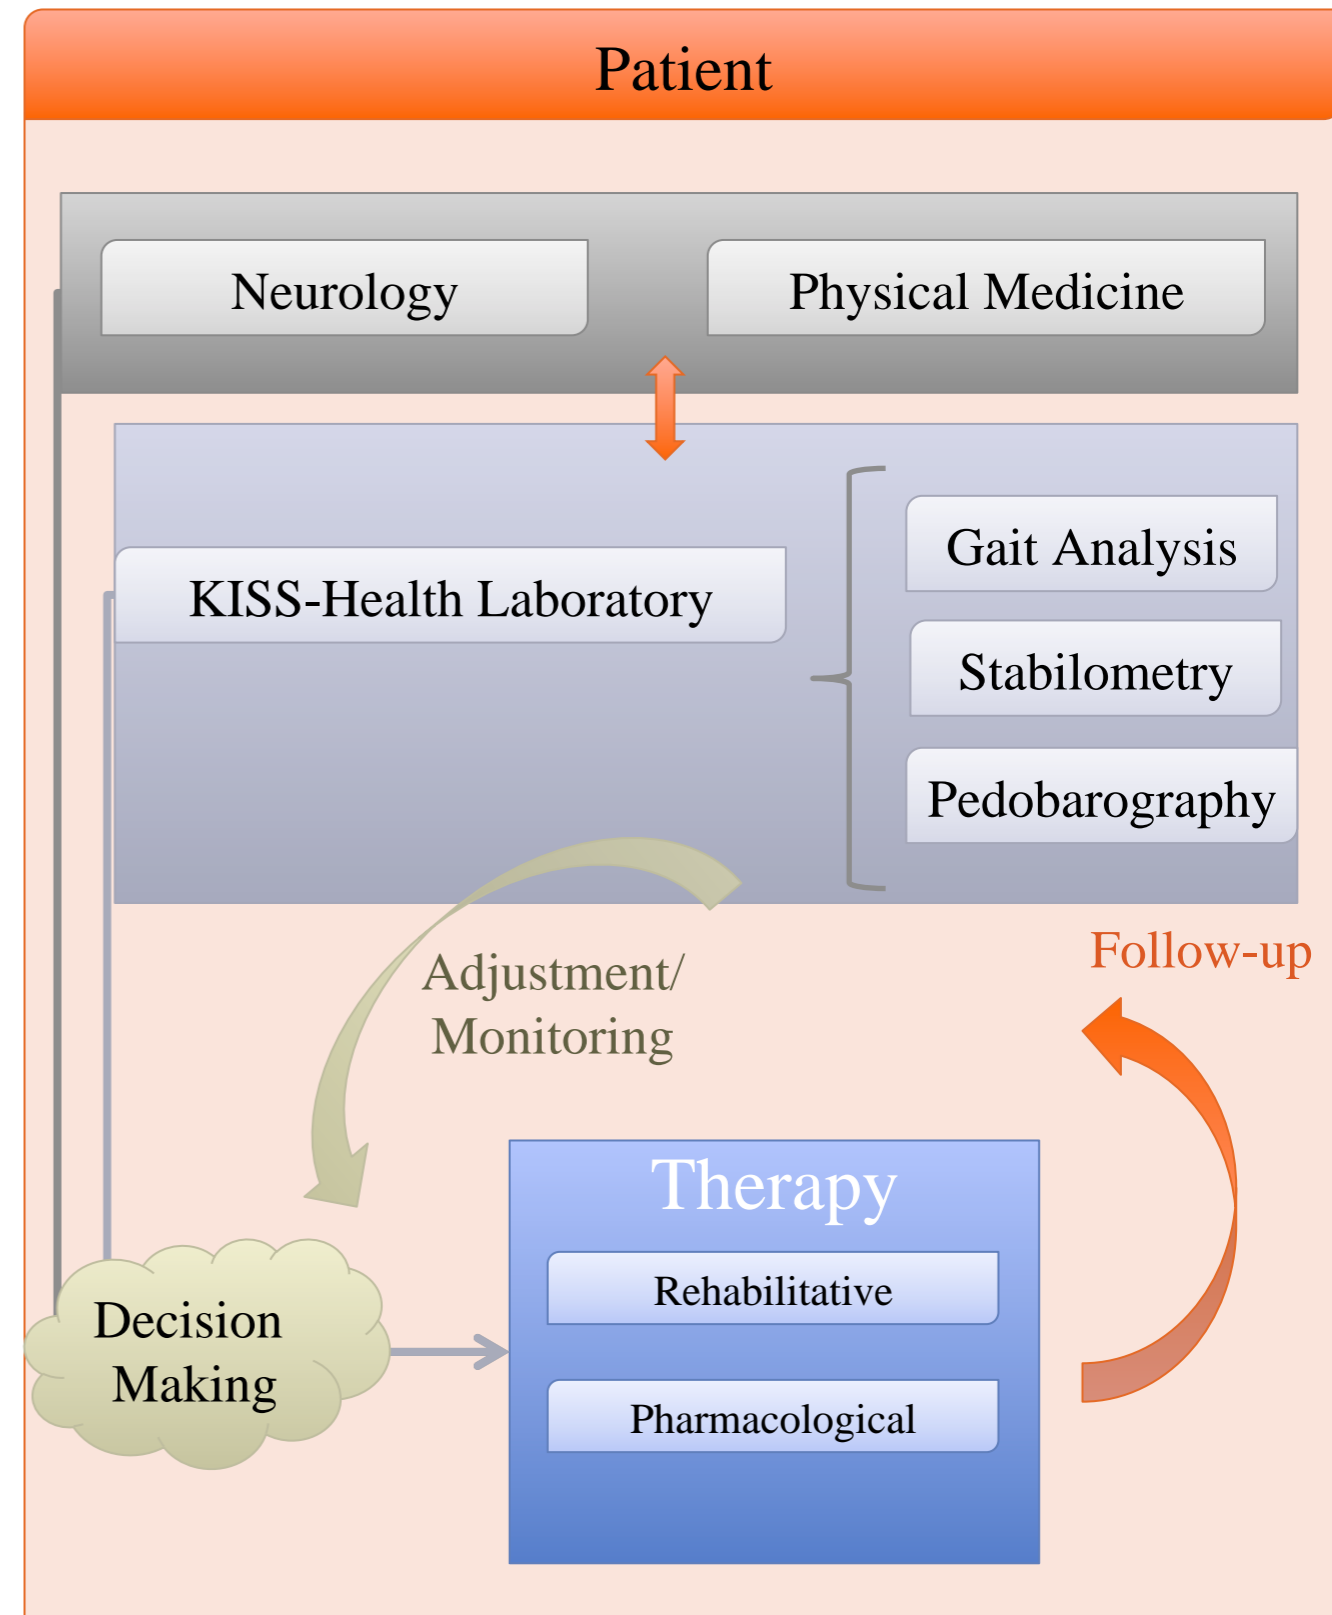 Patient
Neurology
Physical Medicine
KISS-Health Laboratory
Gait Analysis
Stabilometry
Pedobarography
Adjustment/
Monitoring
Follow-up
Therapy
Rehabilitative
Pharmacological
Decision
Making